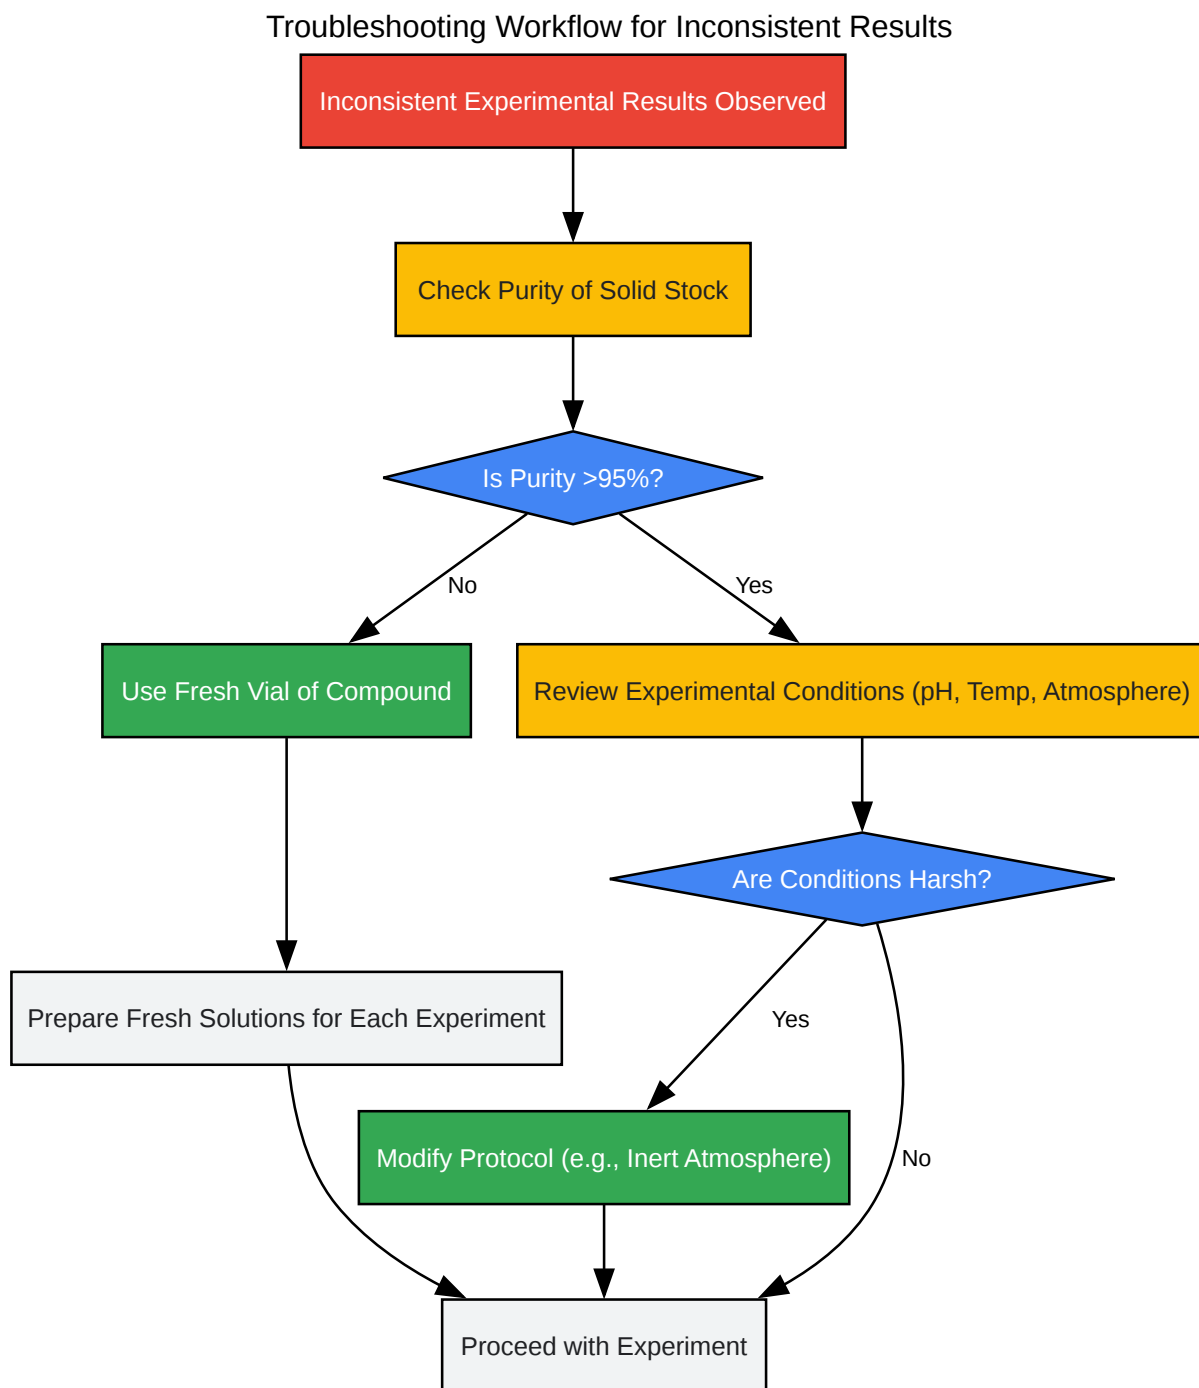 Troubleshooting Workflow for Inconsistent Results
Inconsistent Experimental Results Observed
Check Purity of Solid Stock
Is Purity >95%?
No
Yes
Use Fresh Vial of Compound
Review Experimental Conditions (pH, Temp, Atmosphere)
Are Conditions Harsh?
Prepare Fresh Solutions for Each Experiment
Yes
Modify Protocol (e.g., Inert Atmosphere)
No
Proceed with Experiment